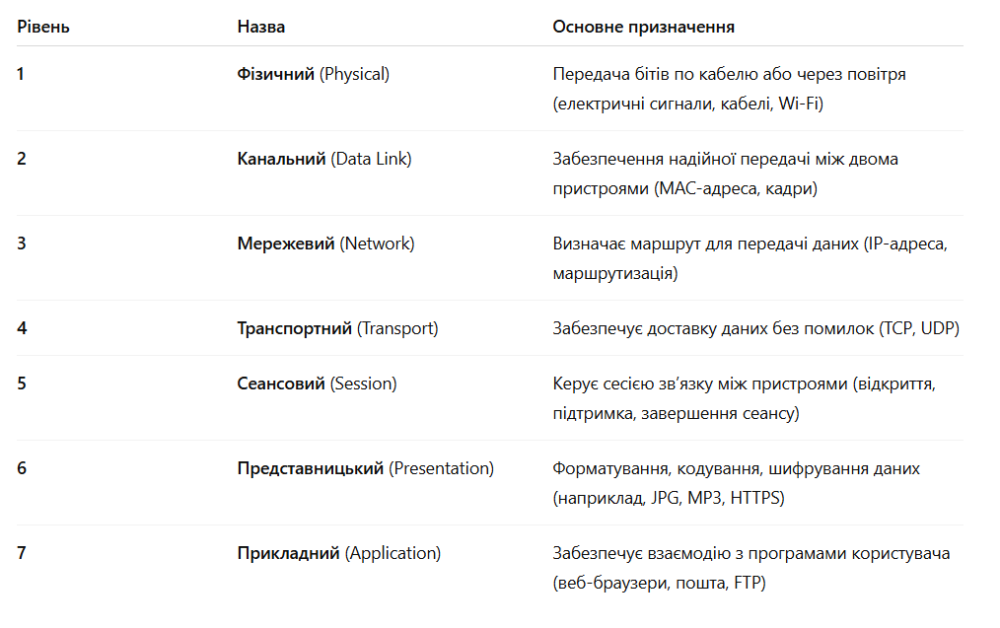 Рівень Назва Основне призначення
1 Фізичний (Physical) Передача бітів по кабелю або через повітря
(електричні сигнали, кабелі, Wi-Fi)
2 Канальний (Data Link) Забезпечення надійної передачі між двома
пристроями (MAC-адреса, кадри)
3 Мережевий (Network) Визначає маршрут для передачі даних (IP-адреса,
маршрутизація)
4 Транспортний (Transport) Забезпечує доставку даних без помилок (TCP, UDP)
5 Сеансовий (Session) Керує сесією зв’язку між пристроями (відкриття,
підтримка, завершення сеансу)
6 Представницький (Presentation) Форматування, кодування, шифрування даних
(наприклад, JPG, MP3, HTTPS)
7 Прикладний (Application) Забезпечує взаємодію з програмами користувача
(веб-браузери, пошта, FTP)